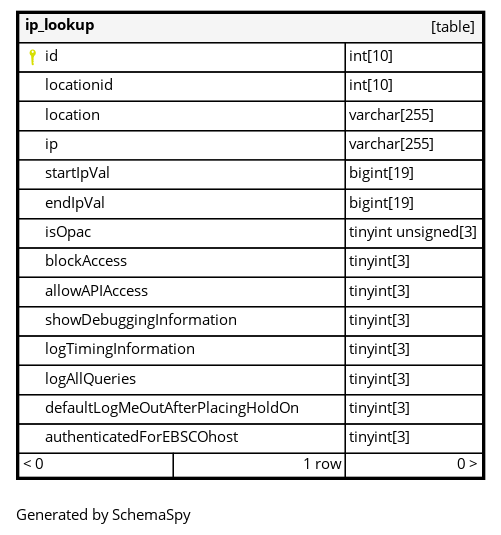 ip_lookup [table]
id int[10]
locationid int[10]
location varchar[255]
ip varchar[255]
startIpVal bigint[19]
endIpVal bigint[19]
isOpac tinyint unsigned[3]
blockAccess tinyint[3]
allowAPIAccess tinyint[3]
showDebuggingInformation tinyint[3]
logTimingInformation tinyint[3]
logAllQueries tinyint[3]
defaultLogMeOutAfterPlacingHoldOn tinyint[3]
authenticatedForEBSCOhost tinyint[3]
< 0 1 row 0 >
Generated by SchemaSpy